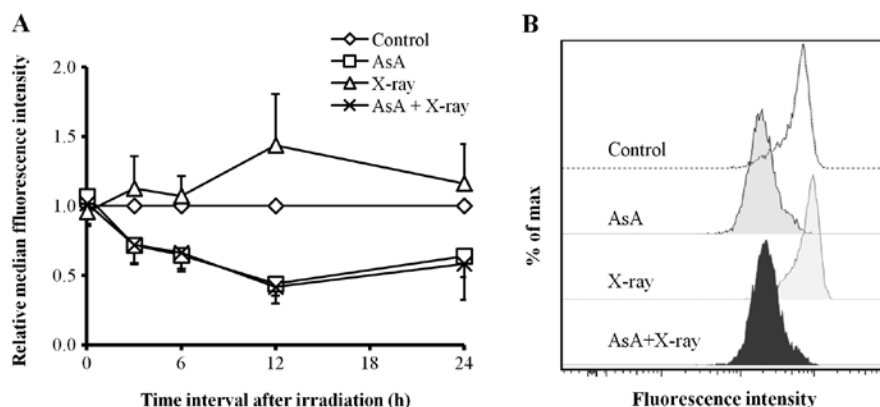 A
Control
AsA
X-ray
AsA + X-ray
Relative median ffluorescence intensity
2.0
1.5
1.0
0.5
0.0
0
6
12
18
24
Time interval after irradiation (h)
B
% of max
Control
AsA
X-ray
AsA+X-ray
Fluorescence intensity